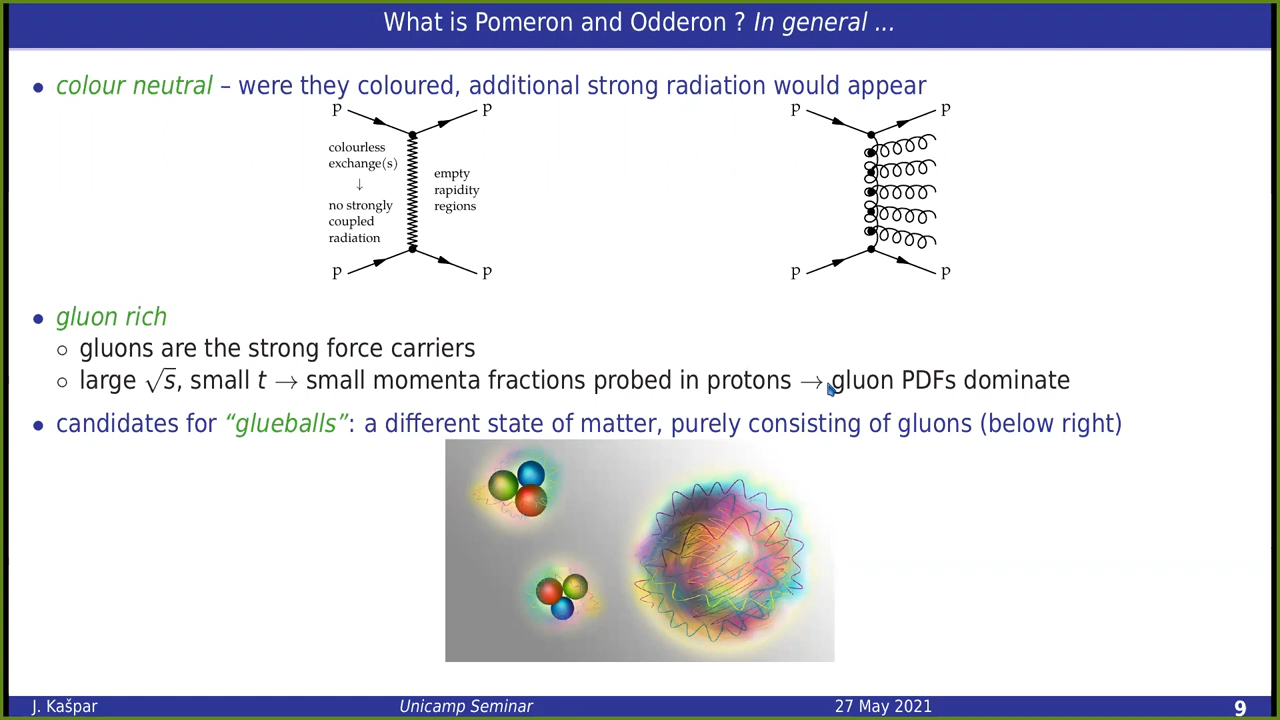 What is Pomeron and Odderon ? In general ...
• colour neutral – were they coloured, additional strong radiation would appear
p
p
colourless
exchange(s)
↓
no strongly
coupled
radiation
empty
rapidity
regions
p
p
p
p
p
p
• gluon rich
○ gluons are the strong force carriers
○ large √s, small t → small momenta fractions probed in protons → gluon PDFs dominate
• candidates for “glueballs”: a different state of matter, purely consisting of gluons (below right)
J. Kašpar
Unicamp Seminar
27 May 2021
9